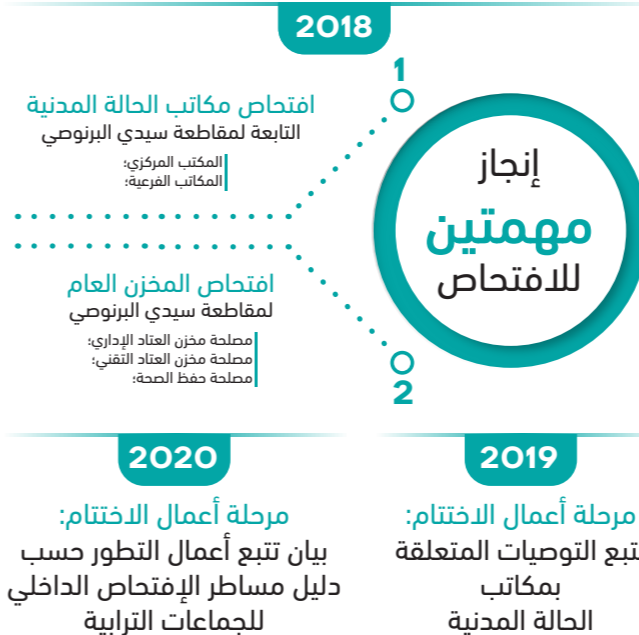 2018
إنجاز
مهمتين
للافتحاص
1
افتحاص مكاتب الحالة المدنية
التابعة لمقاطعة سيدي البرنوصي
المكتب المركزي؛
المكاتب الفرعية؛
افتحاص المخزن العام
لمقاطعة سيدي البرنوصي
مصلحة مخزن العتاد الإداري؛
مصلحة مخزن العتاد التقني؛
مصلحة حفظ الصحة؛
2
2019
مرحلة أعمال الاختتام:
تتبع التوصيات المتعلقة
بمكاتب
الحالة المدنية
2020
مرحلة أعمال الاختتام:
بيان تتبع أعمال التطور حسب
دليل مساطر الإفتحاص الداخلي
للجماعات الترابية